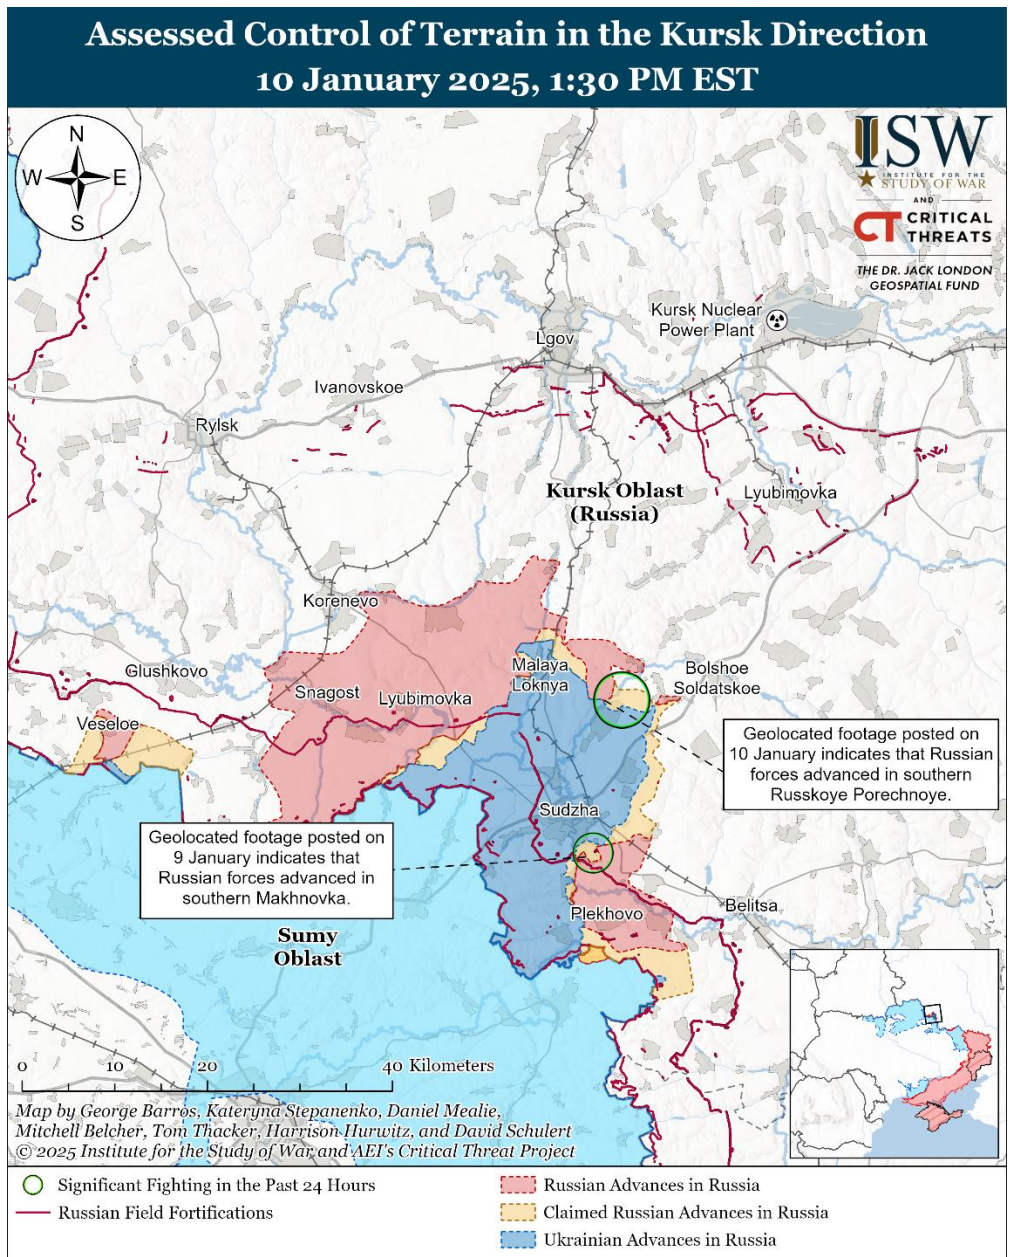 Assessed Control of Terrain in the Kursk Direction
10 January 2025, 1:30 PM EST
N
W
E
S
ISW
INSTITUTE FOR THE
STUDY OF WAR
AND
CT
CRITICAL
THREATS
THE DR. JACK LONDON
GEOSPATIAL FUND
Kursk Nuclear
Power Plant
Lgov
Ivanovskoe
Rylsk
Kursk Oblast
(Russia)
Lyubimovka
Korenevo
Glushkovo
Snagost
Lyubimovka
Malaya
Loknya
Bolshoe
Soldatskoe
Veseloe
Geolocated footage posted on
10 January indicates that Russian
forces advanced in southern
Russkoye Porechnoye.
Sudzha
Geolocated footage posted on
9 January indicates that
Russian forces advanced in
southern Makhnovka.
Plekhovo
Belitsa
Sumy
Oblast
0
10
20
40 Kilometers
Map by George Barros, Kateryna Stepanenko, Daniel Mealie,
Mitchell Belcher, Tom Thacker, Harrison Hurwitz, and David Schulert
© 2025 Institute for the Study of War and AEI's Critical Threat Project
Significant Fighting in the Past 24 Hours
Russian Field Fortifications
Russian Advances in Russia
Claimed Russian Advances in Russia
Ukrainian Advances in Russia